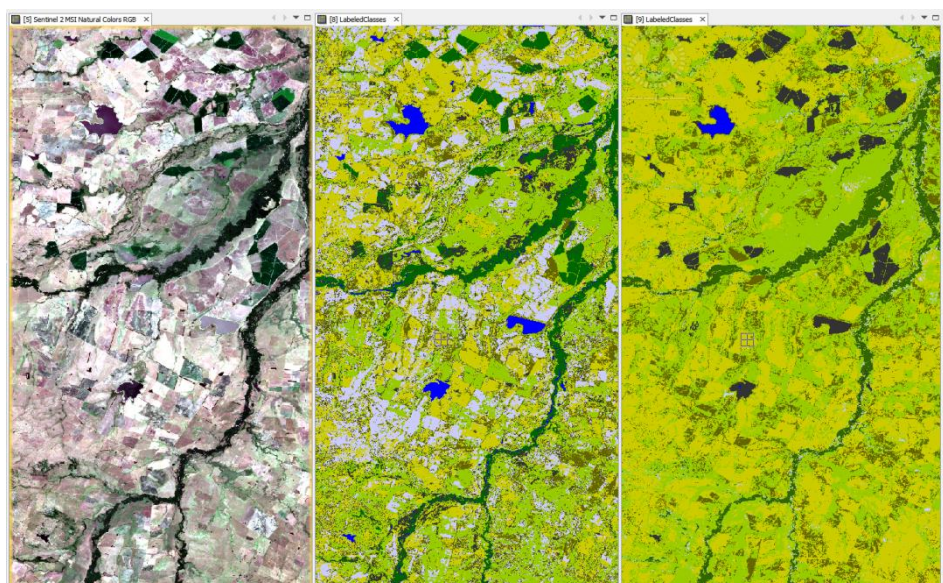 [5] Sentinel 2 MSI Natural Colors RGB
[8] LabeledClasses
[9] LabeledClasses